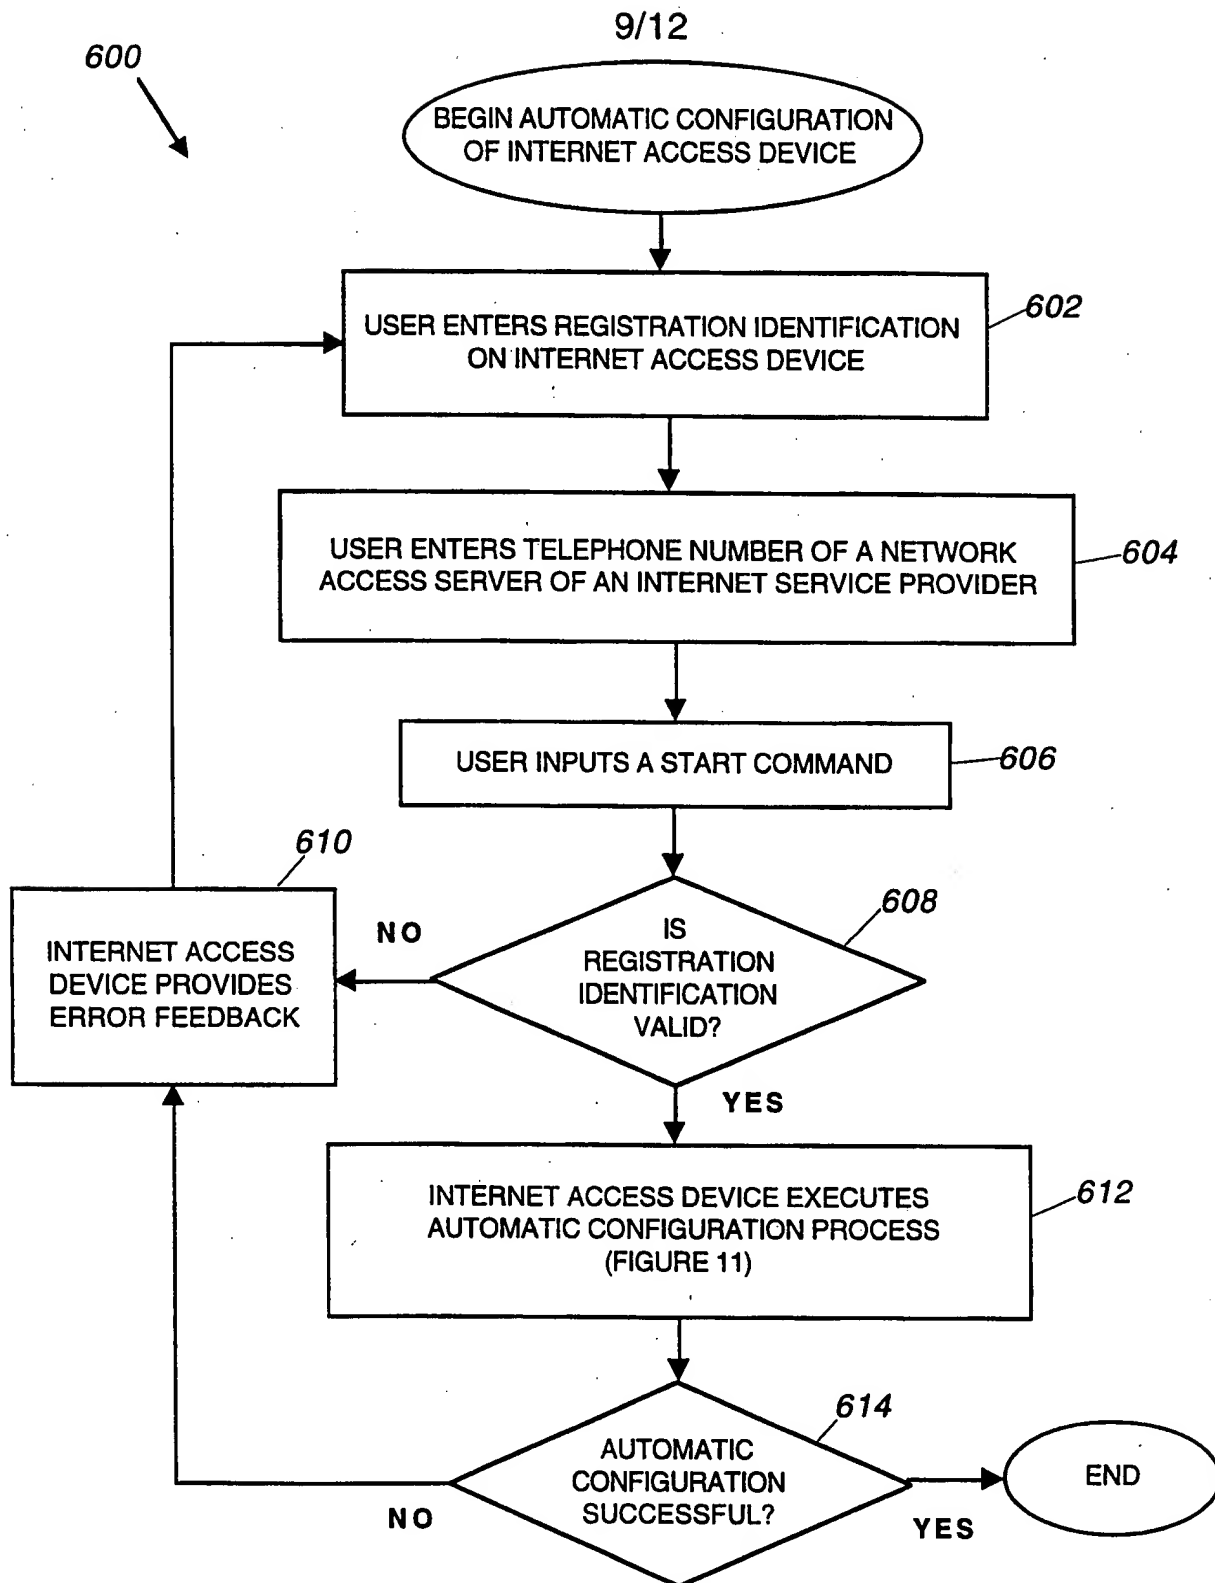 9/12
600
BEGIN AUTOMATIC CONFIGURATION
OF INTERNET ACCESS DEVICE
602
USER ENTERS REGISTRATION IDENTIFICATION
ON INTERNET ACCESS DEVICE
604
USER ENTERS TELEPHONE NUMBER OF A NETWORK
ACCESS SERVER OF AN INTERNET SERVICE PROVIDER
USER INPUTS A START COMMAND
606
610
608
NO
IS
REGISTRATION
IDENTIFICATION
VALID?
INTERNET ACCESS
DEVICE PROVIDES
ERROR FEEDBACK
YES
612
INTERNET ACCESS DEVICE EXECUTES
AUTOMATIC CONFIGURATION PROCESS
(FIGURE 11)
614
AUTOMATIC
CONFIGURATION
SUCCESSFUL?
END
NO
YES